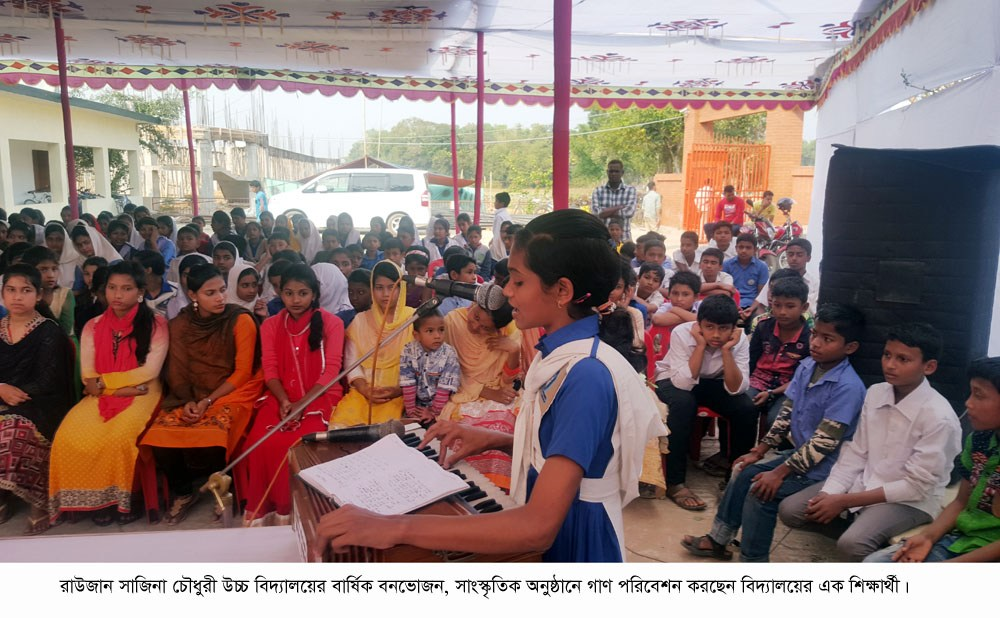 রাউজান সাজিনা চৌধুরী উচ্চ বিদ্যালয়ের বার্ষিক বনভোজন, সাংস্কৃতিক অনুষ্ঠানে গাণ পরিবেশন করছেন বিদ্যালয়ের এক শিক্ষার্থী।